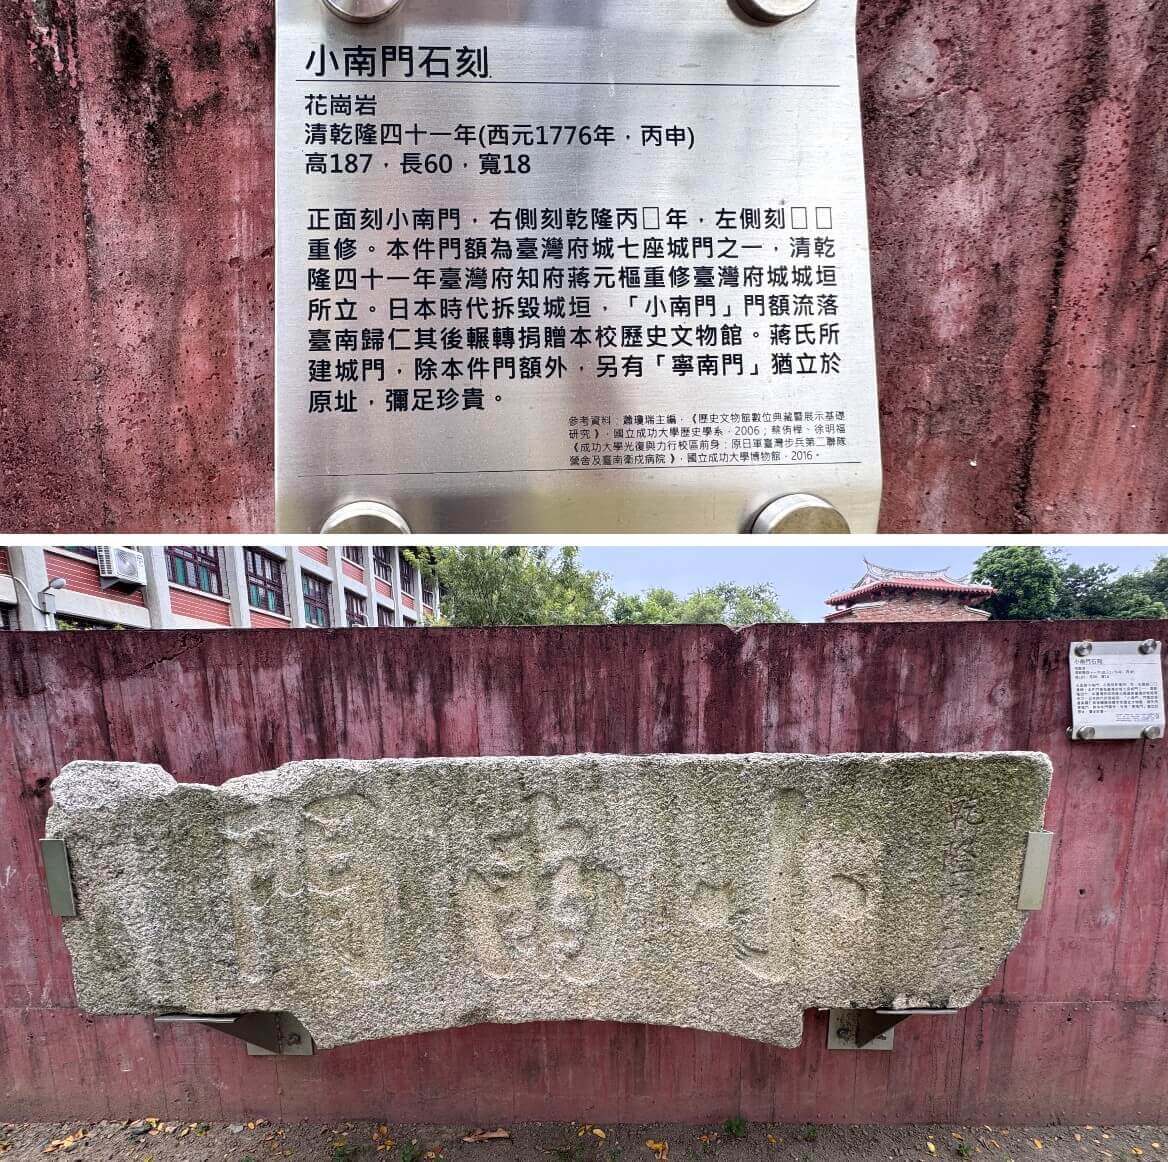 小南門石刻
花崗岩
清乾隆四十一年(西元1776年，丙申)
高187，長60，寬18
正面刻小南門，右側刻乾隆丙□年，左側刻□□
重修。本件門額為臺灣府城七座城門之一，清乾
隆四十一年臺灣府知府蔣元樞重修臺灣府城城垣
所立。日本時代拆毀城垣，「小南門」門額流落
臺南歸仁其後輾轉捐贈本校歷史文物館。蔣氏所
建城門，除本件門額外，另有「寧南門」猶立於
原址，彌足珍貴。
參考資料：蕭瓊瑞主編，《歷史文物館數位典藏暨展示基礎
研究》，國立成功大學歷史學系，2006；蔡侑樺、徐明福
《成功大學光復與力行校區前身：原日軍臺灣步兵第二聯隊
營舍及臺南衛戍病院》，國立成功大學博物館，2016。
小南門
乾隆
小南門石刻